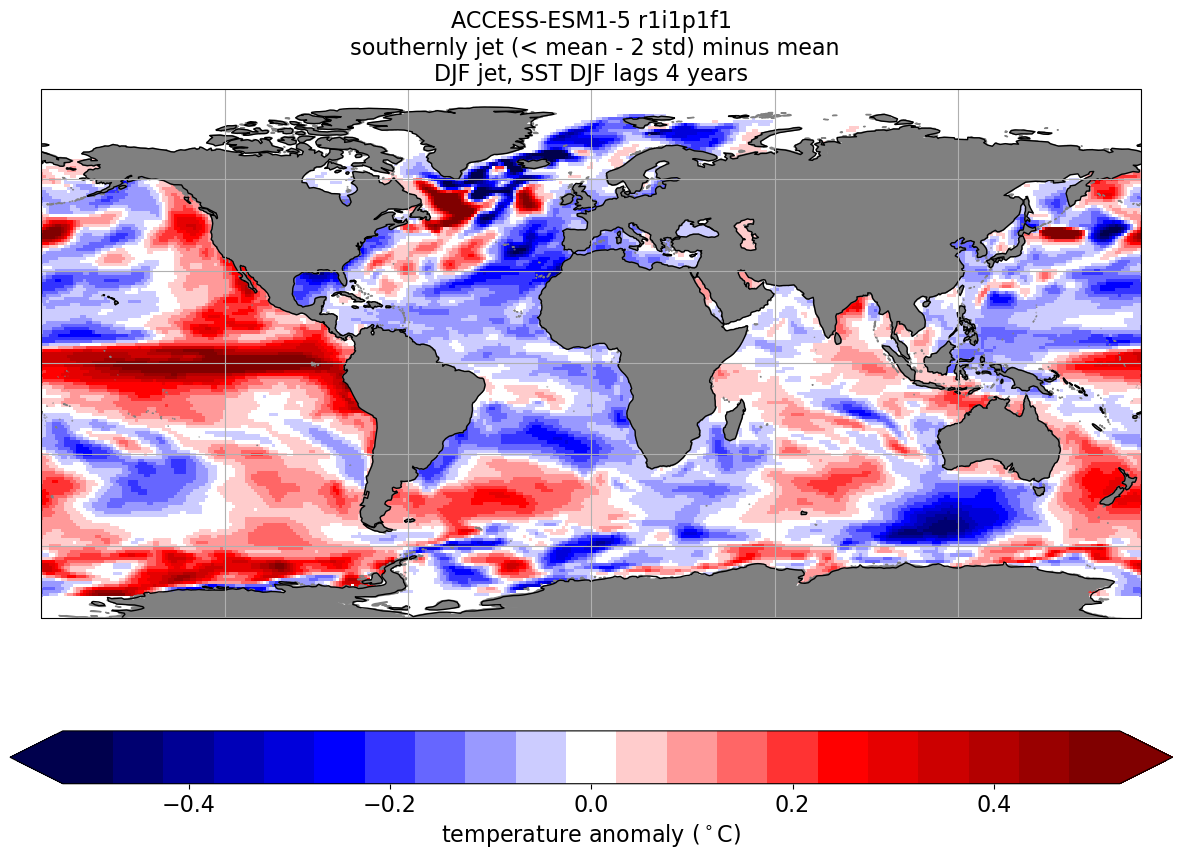 ACCESS-ESM1-5 r1i1p1f1
southernly jet (< mean - 2 std) minus mean
DJF jet, SST DJF lags 4 years
−0.4 −0.2 0.0 0.2 0.4
temperature anomaly (°C)